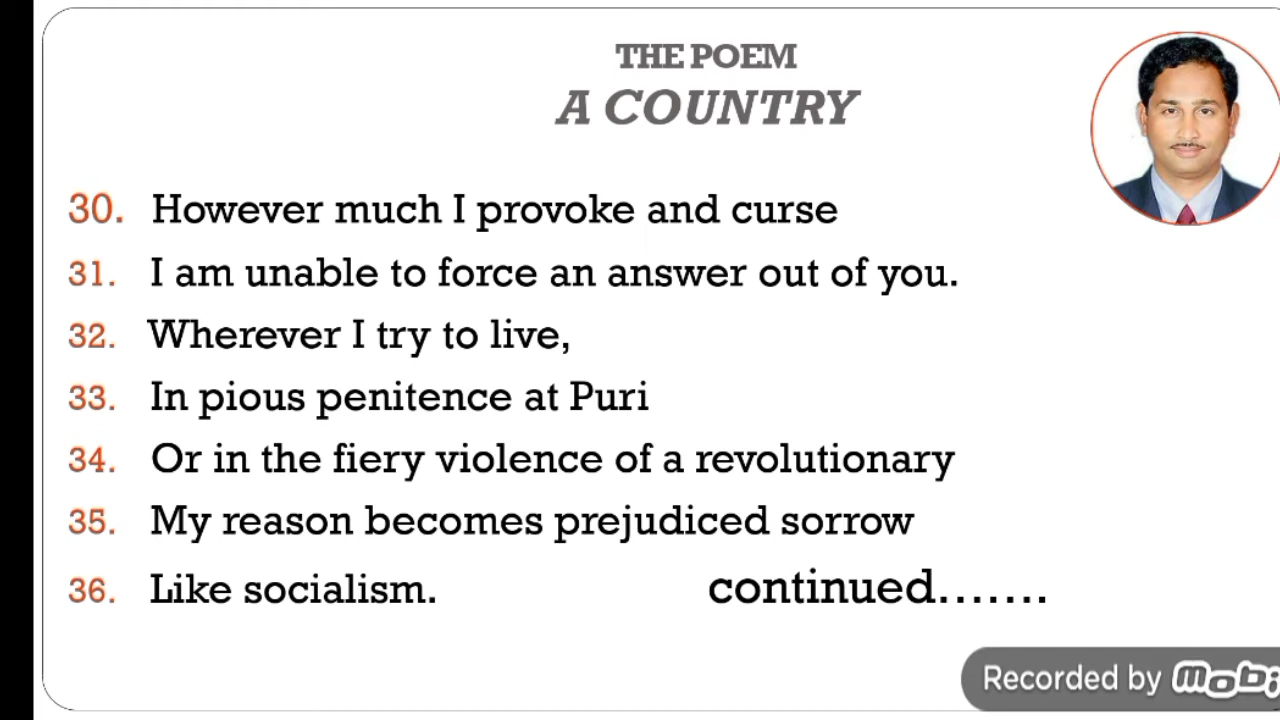 THE POEM
A COUNTRY
30. However much I provoke and curse
31. I am unable to force an answer out of you.
32. Wherever I try to live,
33. In pious penitence at Puri
34. Or in the fiery violence of a revolutionary
35. My reason becomes prejudiced sorrow
36. Like socialism. continued.......
Recorded by